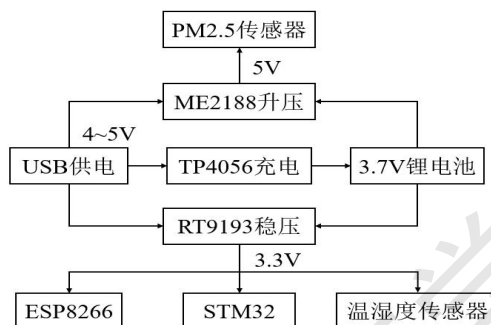 PM2.5传感器
5V
ME2188升压
4~5V
USB供电
TP4056充电
3.7V锂电池
RT9193稳压
3.3V
ESP8266
STM32
温湿度传感器